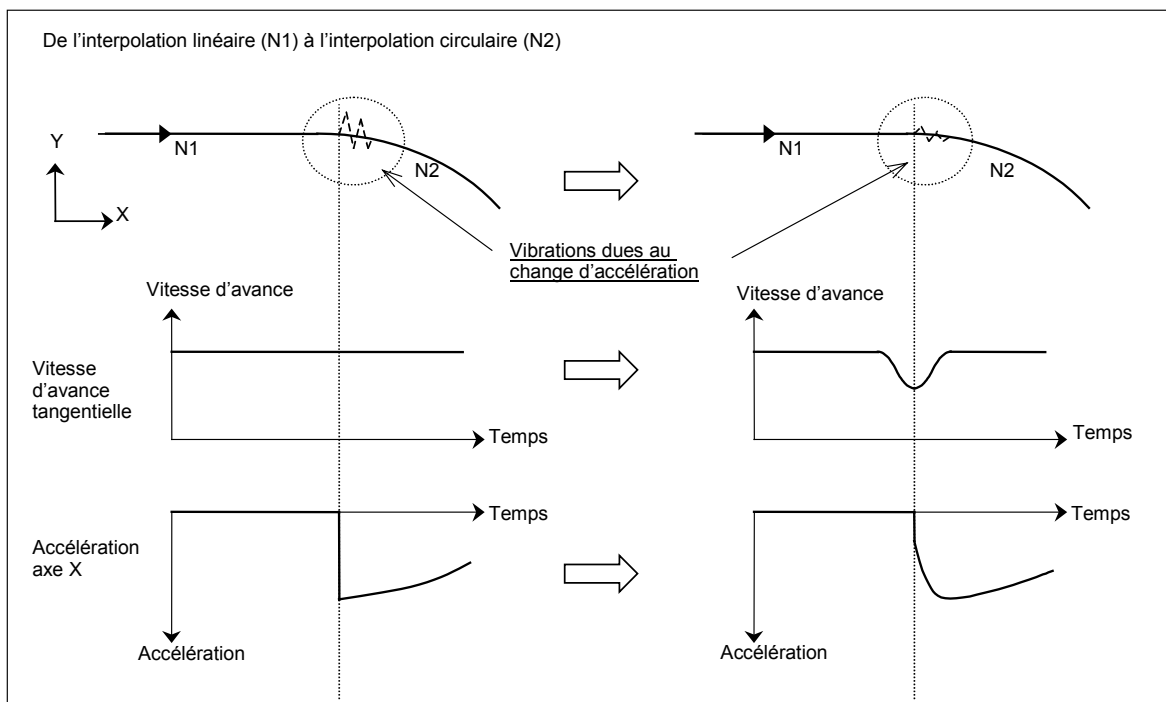 De l’interpolation linéaire (N1) à l’interpolation circulaire (N2)
Y
X
N1
N2
N1
N2
Vibrations dues au
change d’accélération
Vitesse d’avance
Vitesse d’avance
Vitesse
d’avance
tangentielle
Temps
Temps
Temps
Temps
Accélération
axe X
Accélération
Accélération